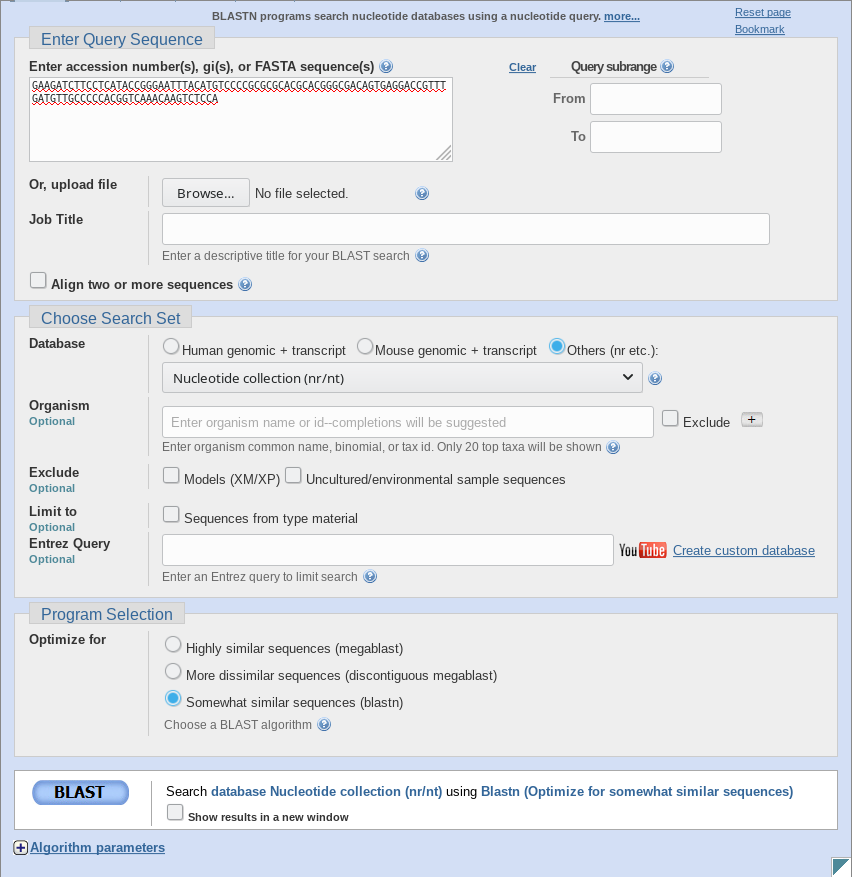 BLASTN programs search nucleotide databases using a nucleotide query. more...
Reset page
Bookmark
Enter Query Sequence
Enter accession number(s), gi(s), or FASTA sequence(s)
Clear
Query subrange
GAAGATCTTCCTCATACCGGGAATTTACATGTCCCCGCGCGCACGCACGGGCGACAGTGAGGACCGTTT
GATGTTGCCCCCACGGTCAAACAAGTCTCCA
From
To
Or, upload file
Browse...
No file selected.
Job Title
Enter a descriptive title for your BLAST search
Align two or more sequences
Choose Search Set
Database
Human genomic + transcript
Mouse genomic + transcript
Others (nr etc.):
Nucleotide collection (nr/nt)
Organism
Optional
Enter organism name or id--completions will be suggested
Exclude
+
Enter organism common name, binomial, or tax id. Only 20 top taxa will be shown
Exclude
Optional
Models (XM/XP)
Uncultured/environmental sample sequences
Limit to
Optional
Sequences from type material
Entrez Query
Optional
YouTube
Create custom database
Enter an Entrez query to limit search
Program Selection
Optimize for
Highly similar sequences (megablast)
More dissimilar sequences (discontiguous megablast)
Somewhat similar sequences (blastn)
Choose a BLAST algorithm
BLAST
Search database Nucleotide collection (nr/nt) using Blastn (Optimize for somewhat similar sequences)
Show results in a new window
Algorithm parameters